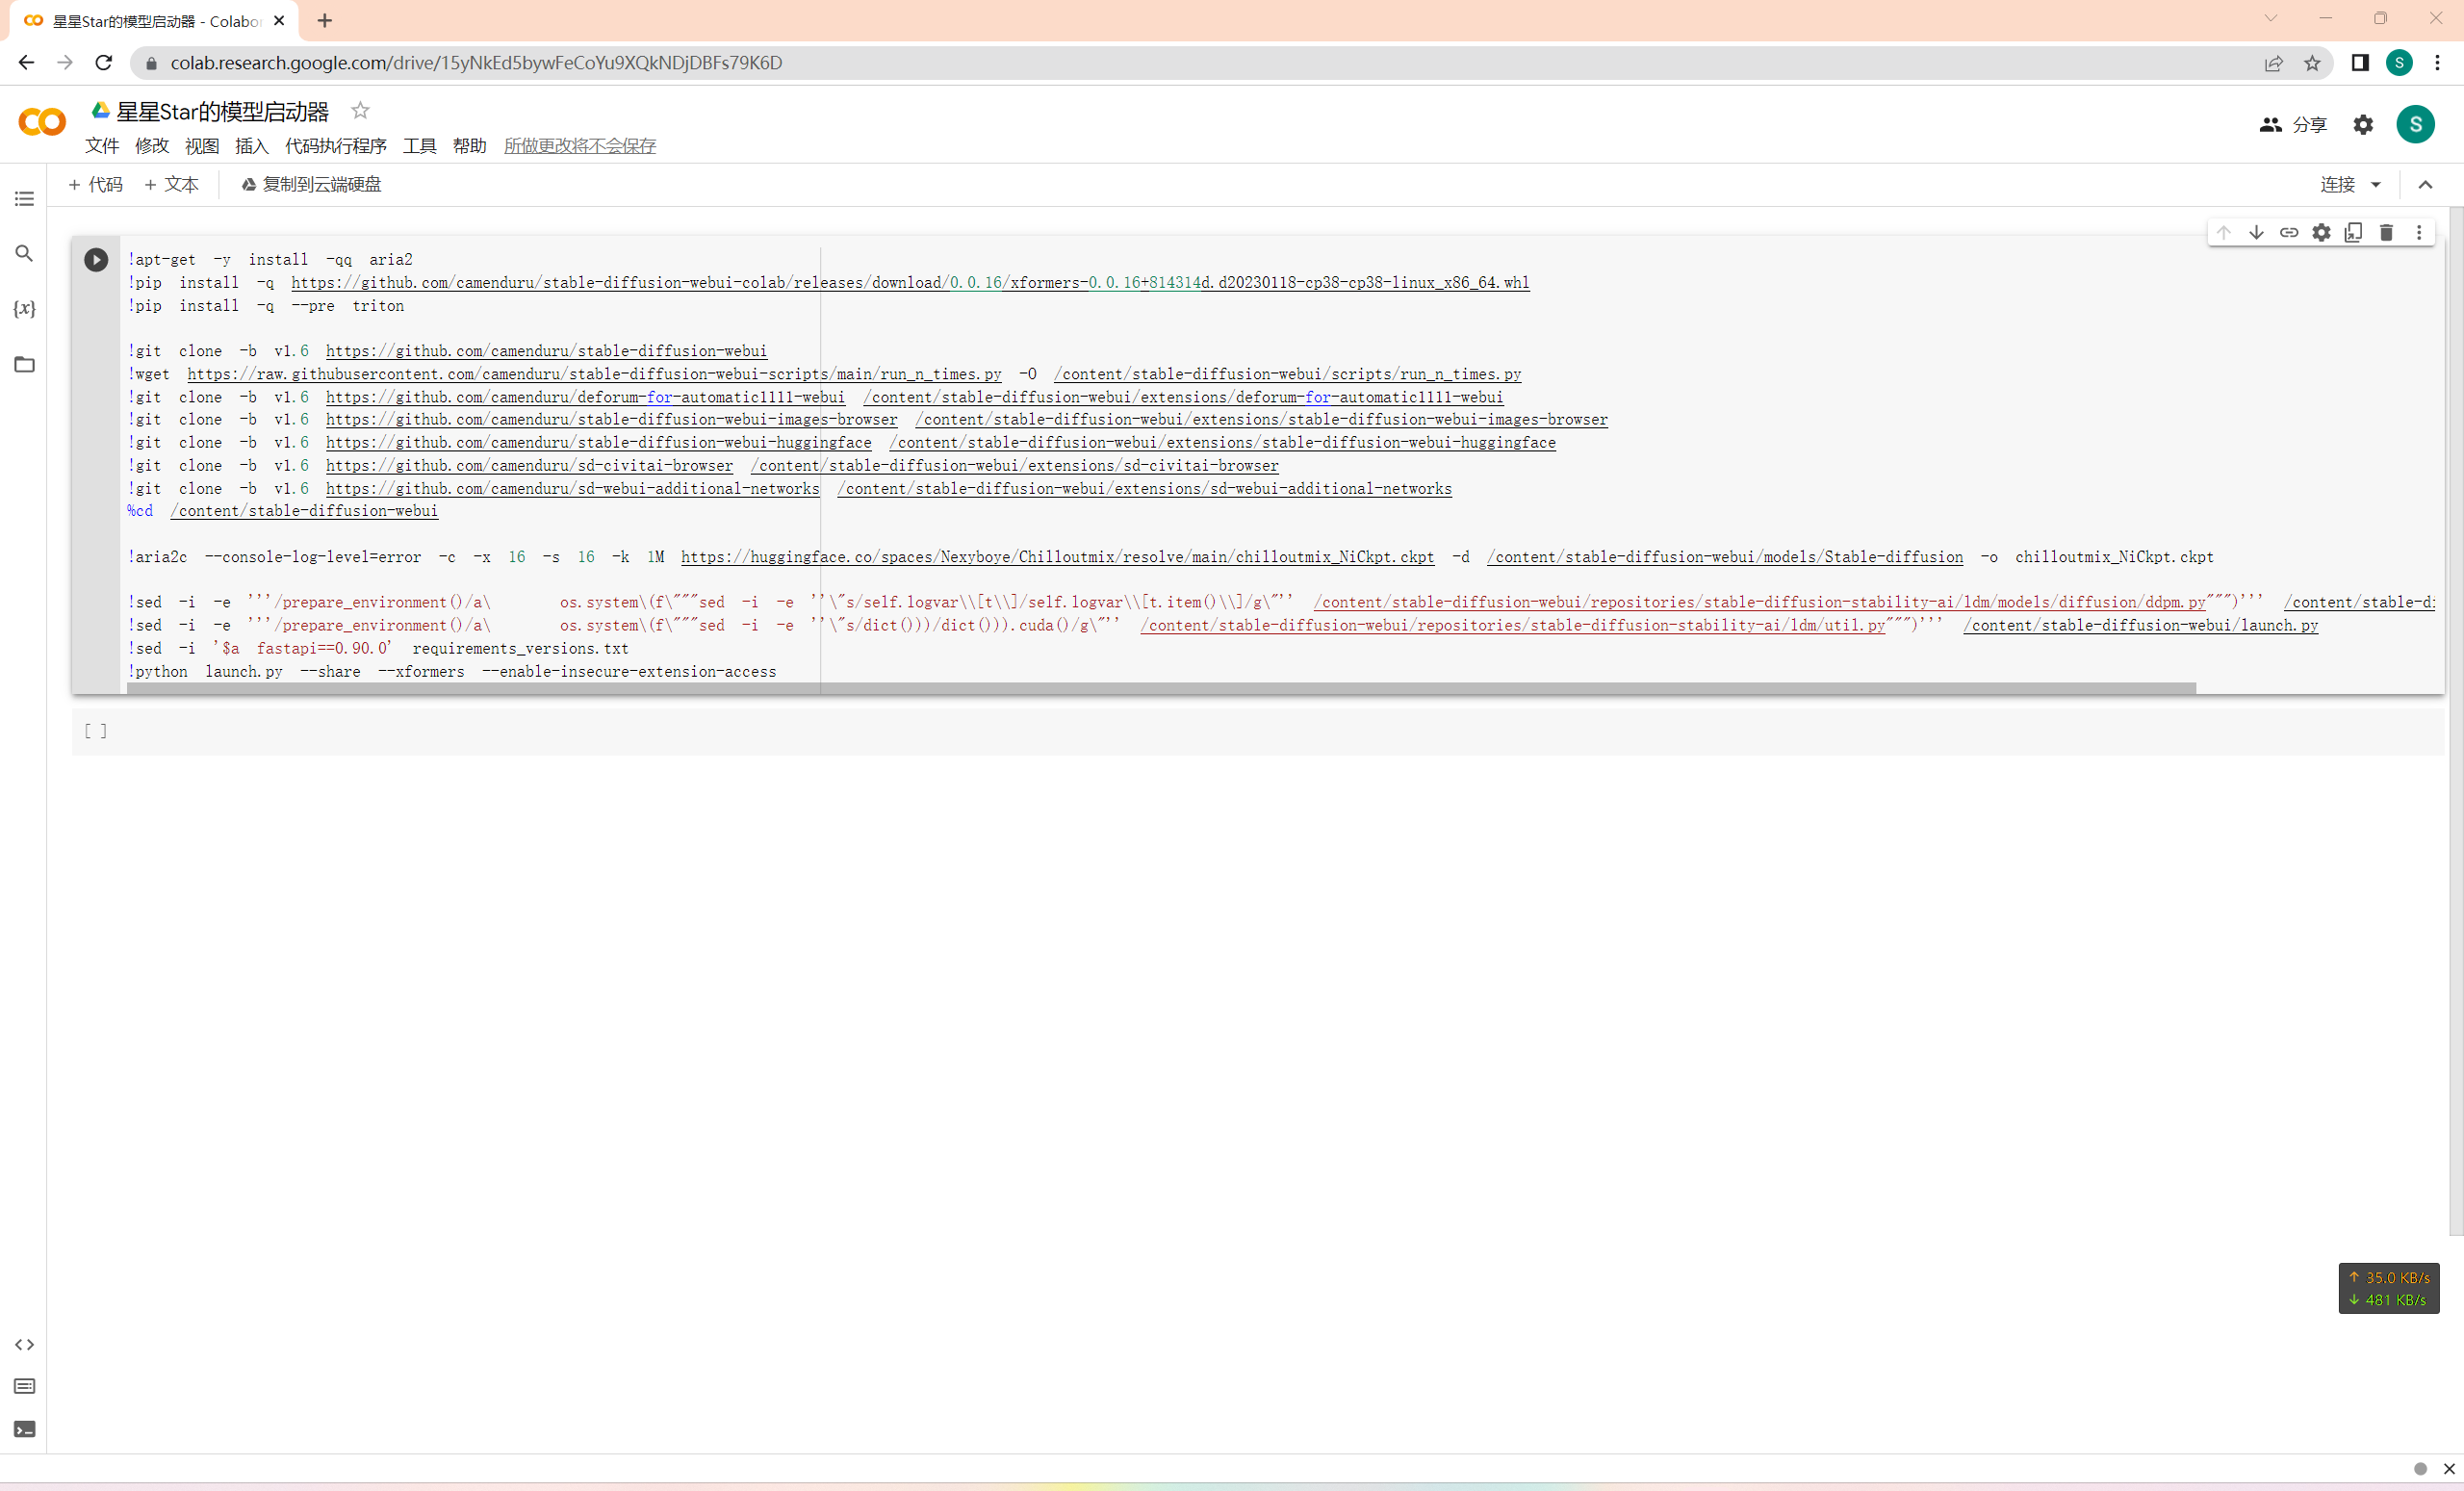 星星Star的模型启动器 - Colabor
colab.research.google.com/drive/15yNkEd5bywFeCoYu9XQkNDjDBFs79K6D
S
星星Star的模型启动器
文件 修改 视图 插入 代码执行程序 工具 帮助 所做更改将不会保存
分享
S
+ 代码 + 文本 复制到云端硬盘
连接
{x}
!apt-get -y install -qq aria2
!pip install -q https://github.com/camenduru/stable-diffusion-webui-colab/releases/download/0.0.16/xformers-0.0.16+814314d.d20230118-cp38-cp38-linux_x86_64.whl
!pip install -q --pre triton
!git clone -b v1.6 https://github.com/camenduru/stable-diffusion-webui
!wget https://raw.githubusercontent.com/camenduru/stable-diffusion-webui-scripts/main/run_n_times.py -O /content/stable-diffusion-webui/scripts/run_n_times.py
!git clone -b v1.6 https://github.com/camenduru/deforum-for-automatic1111-webui /content/stable-diffusion-webui/extensions/deforum-for-automatic1111-webui
!git clone -b v1.6 https://github.com/camenduru/stable-diffusion-webui-images-browser /content/stable-diffusion-webui/extensions/stable-diffusion-webui-images-browser
!git clone -b v1.6 https://github.com/camenduru/stable-diffusion-webui-huggingface /content/stable-diffusion-webui/extensions/stable-diffusion-webui-huggingface
!git clone -b v1.6 https://github.com/camenduru/sd-civitai-browser /content/stable-diffusion-webui/extensions/sd-civitai-browser
!git clone -b v1.6 https://github.com/camenduru/sd-webui-additional-networks /content/stable-diffusion-webui/extensions/sd-webui-additional-networks
%cd /content/stable-diffusion-webui
!aria2c --console-log-level=error -c -x 16 -s 16 -k 1M https://huggingface.co/spaces/Nexyboye/Chilloutmix/resolve/main/chilloutmix_NiCkpt.ckpt -d /content/stable-diffusion-webui/models/Stable-diffusion -o chilloutmix_NiCkpt.ckpt
!sed -i -e '''/prepare_environment()/a\ os.system\(f\"""sed -i -e ''\"s/self.logvar\\[t\\]/self.logvar\\[t.item()\\]/g\"'' /content/stable-diffusion-webui/repositories/stable-diffusion-stability-ai/ldm/models/diffusion/ddpm.py""")''' /content/stable-di
!sed -i -e '''/prepare_environment()/a\ os.system\(f\"""sed -i -e ''\"s/dict()))/dict())).cuda()/g\"'' /content/stable-diffusion-webui/repositories/stable-diffusion-stability-ai/ldm/util.py""")''' /content/stable-diffusion-webui/launch.py
!sed -i '$a fastapi==0.90.0' requirements_versions.txt
!python launch.py --share --xformers --enable-insecure-extension-access
[ ]
↑ 35.0 KB/s
↓ 481 KB/s